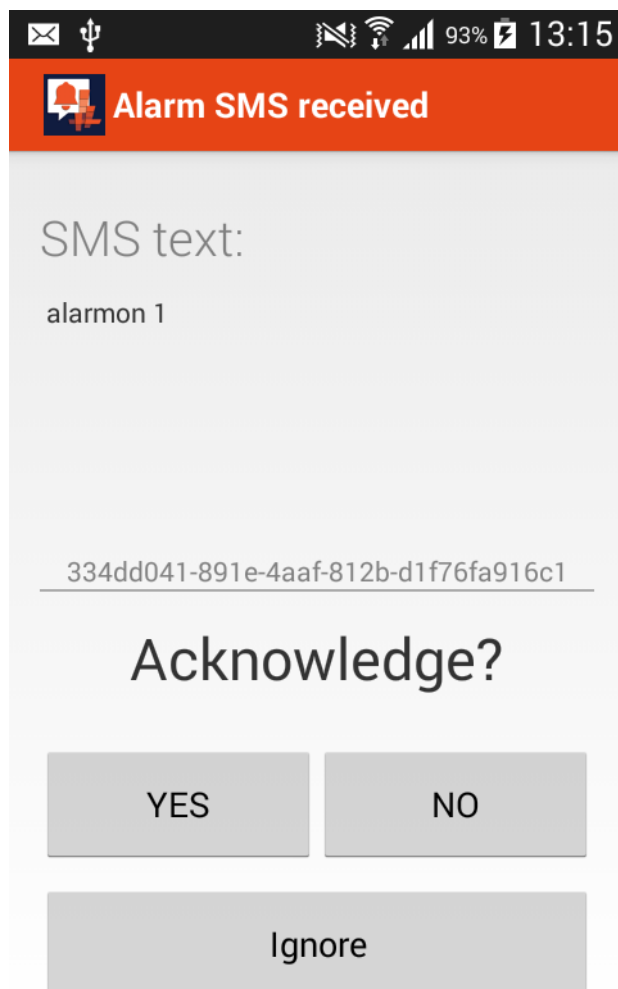 93% 13:15
Alarm SMS received
SMS text:
alarmon 1
334dd041-891e-4aaf-812b-d1f76fa916c1
Acknowledge?
YES NO
Ignore